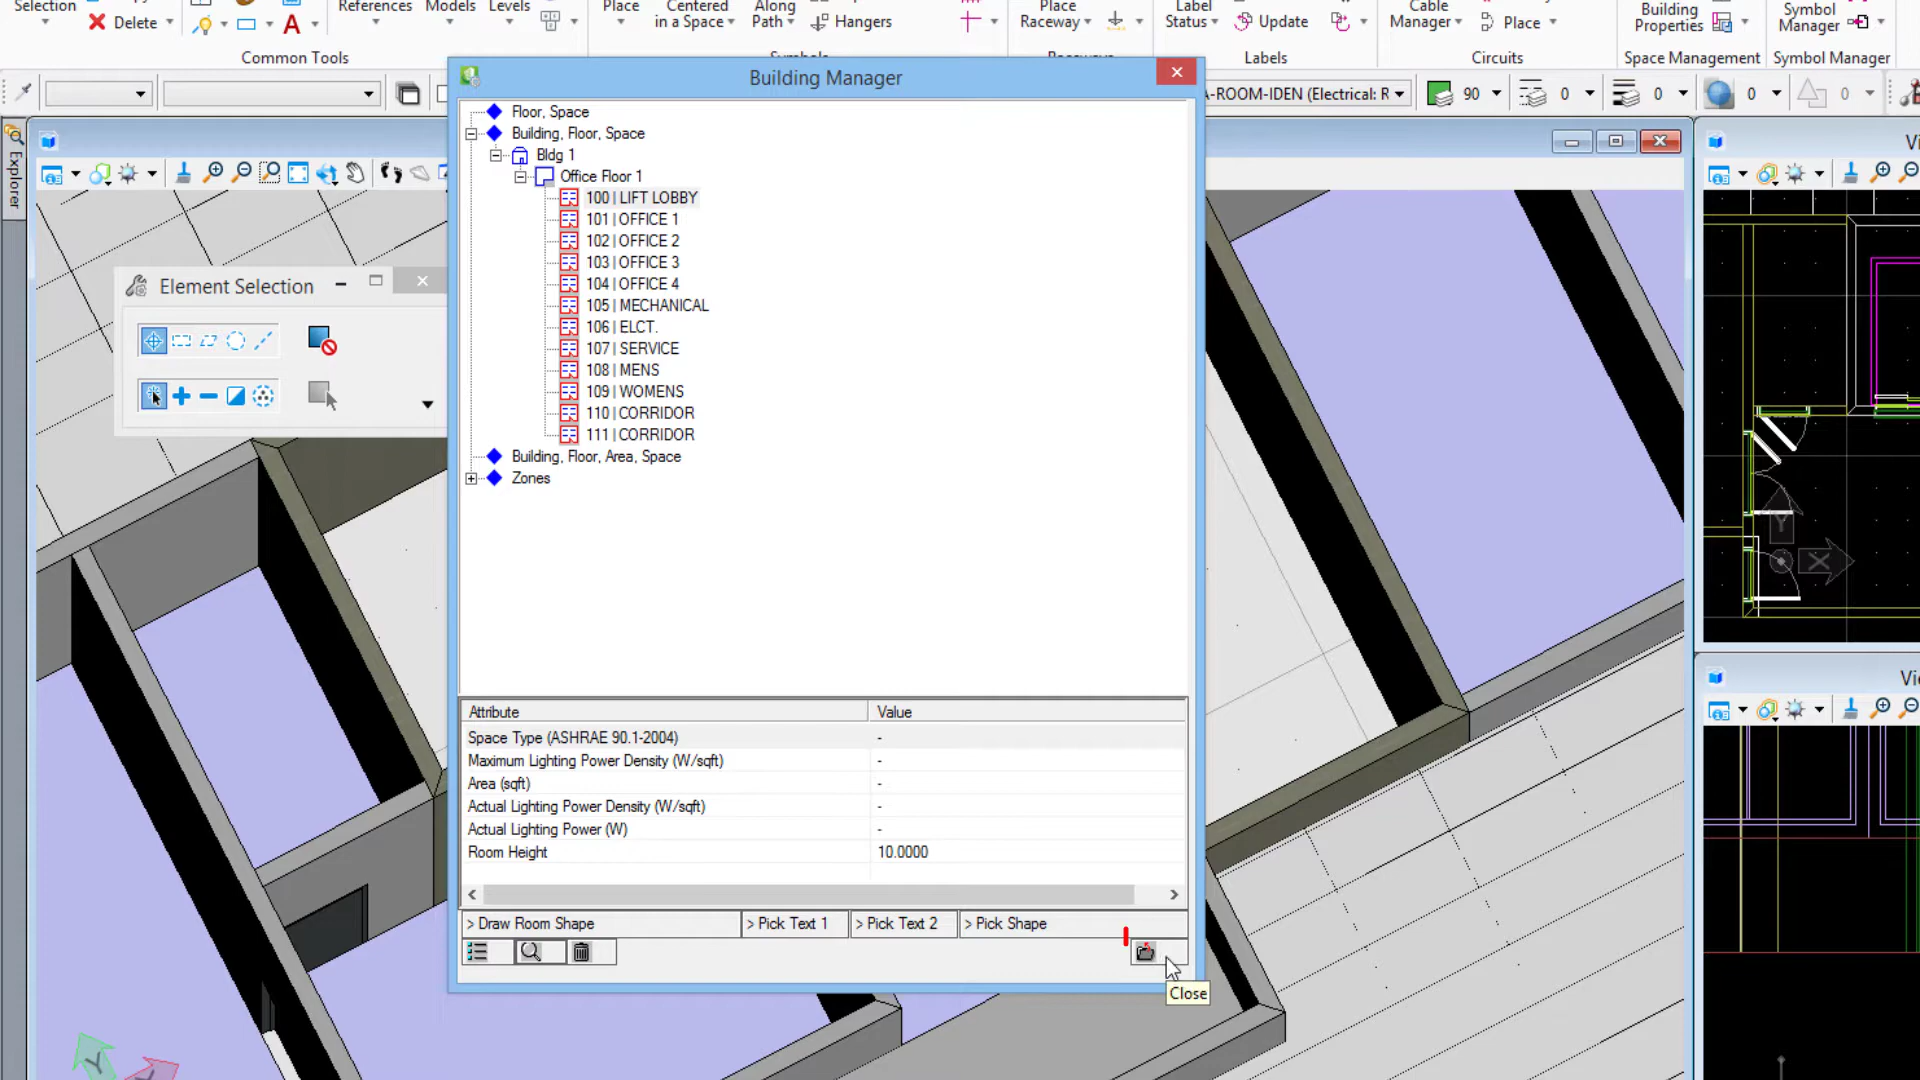 Selection
Delete
A
References
Models
Levels
Common Tools
Place
Centered
in a Space
Along
Path
Hangers
Place
Raceway
Label
Status
Update
Labels
Cable
Manager
Place
Circuits
Building
Properties
Space Management
Symbol
Manager
Symbol Manager
A-ROOM-IDEN (Electrical: R
90
0
0
0
0
Explorer
Element Selection
Building Manager
Floor, Space
Building, Floor, Space
Bldg 1
Office Floor 1
100 | LIFT LOBBY
101 | OFFICE 1
102 | OFFICE 2
103 | OFFICE 3
104 | OFFICE 4
105 | MECHANICAL
106 | ELCT.
107 | SERVICE
108 | MENS
109 | WOMENS
110 | CORRIDOR
111 | CORRIDOR
Building, Floor, Area, Space
Zones
Attribute Value
Space Type (ASHRAE 90.1-2004) -
Maximum Lighting Power Density (W/sqft) -
Area (sqft) -
Actual Lighting Power Density (W/sqft) -
Actual Lighting Power (W) -
Room Height 10.0000
> Draw Room Shape > Pick Text 1 > Pick Text 2 > Pick Shape
Close
Y
X
Y